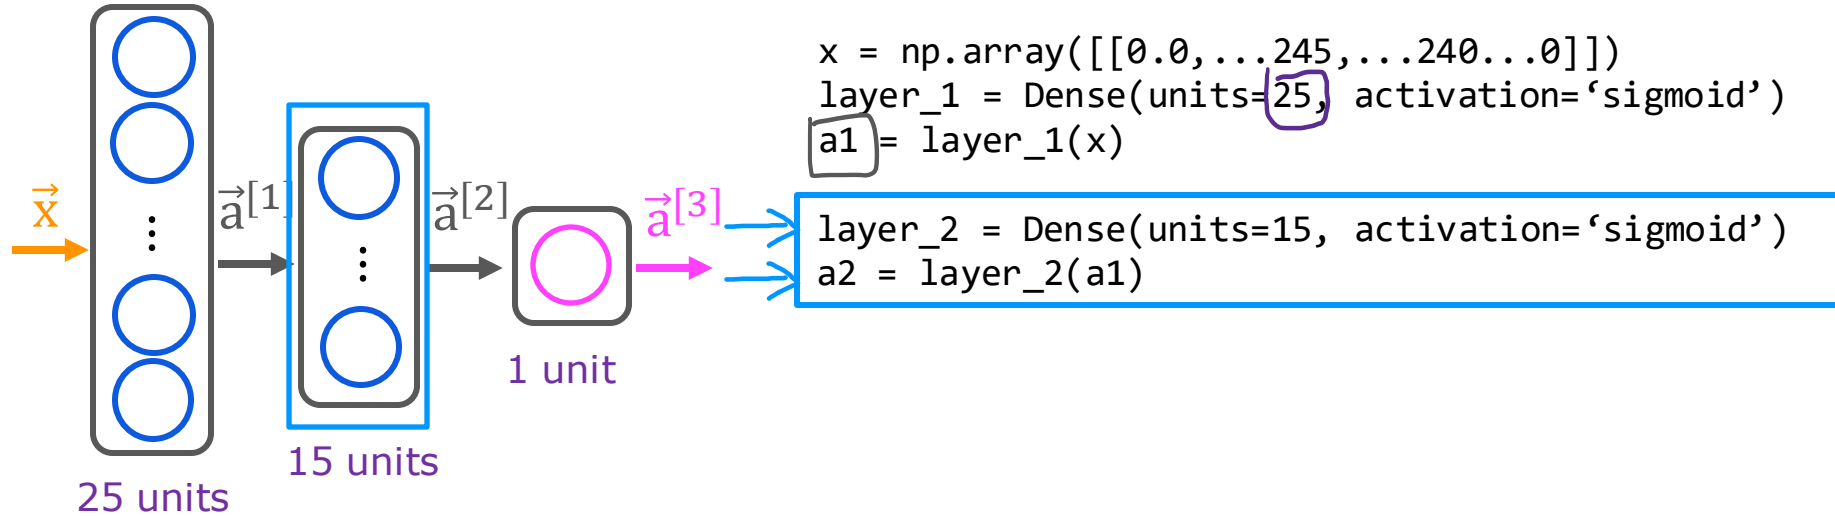 x⃗
a⃗[1]
a⃗[2]
a⃗[3]
25 units
15 units
1 unit
x = np.array([[0.0,...245,...240...0]])
layer_1 = Dense(units=25, activation=‘sigmoid’)
a1 = layer_1(x)
layer_2 = Dense(units=15, activation=‘sigmoid’)
a2 = layer_2(a1)